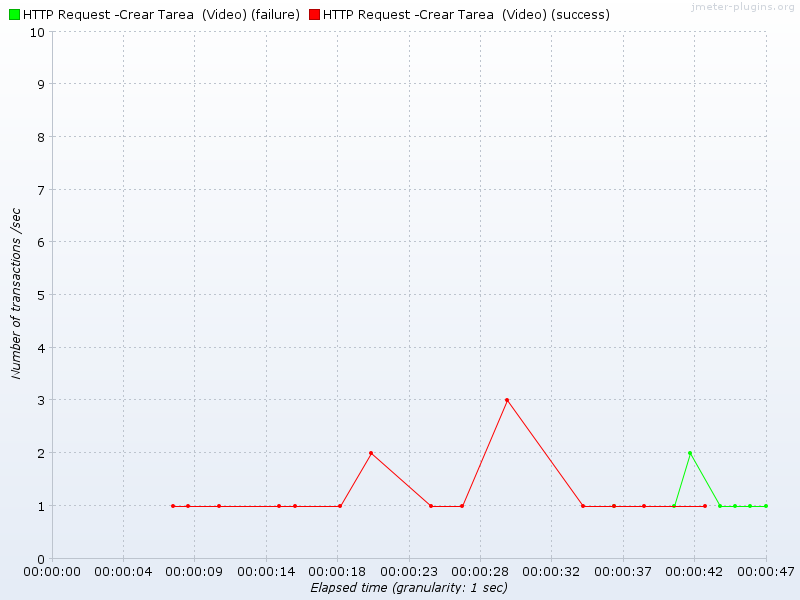 HTTP Request -Crear Tarea  (Video) (failure) HTTP Request -Crear Tarea  (Video) (success)
jmeter-plugins.org
10
9
8
7
6
5
4
3
2
1
0
Number of transactions /sec
00:00:00 00:00:04 00:00:09 00:00:14 00:00:18 00:00:23 00:00:28 00:00:32 00:00:37 00:00:42 00:00:47
Elapsed time (granularity: 1 sec)